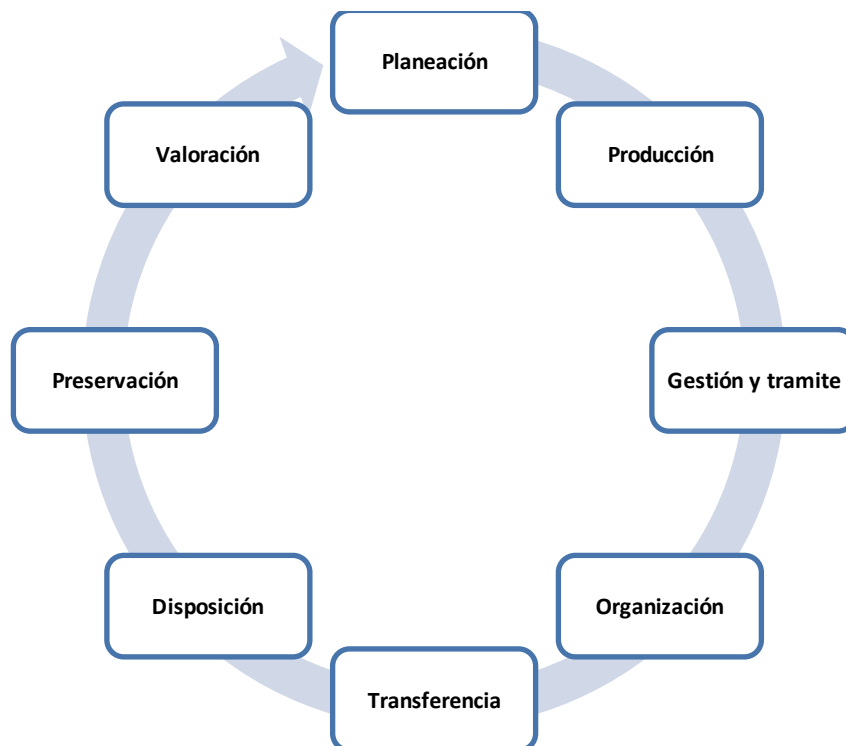 Planeación
Producción
Gestión y tramite
Organización
Transferencia
Disposición
Preservación
Valoración